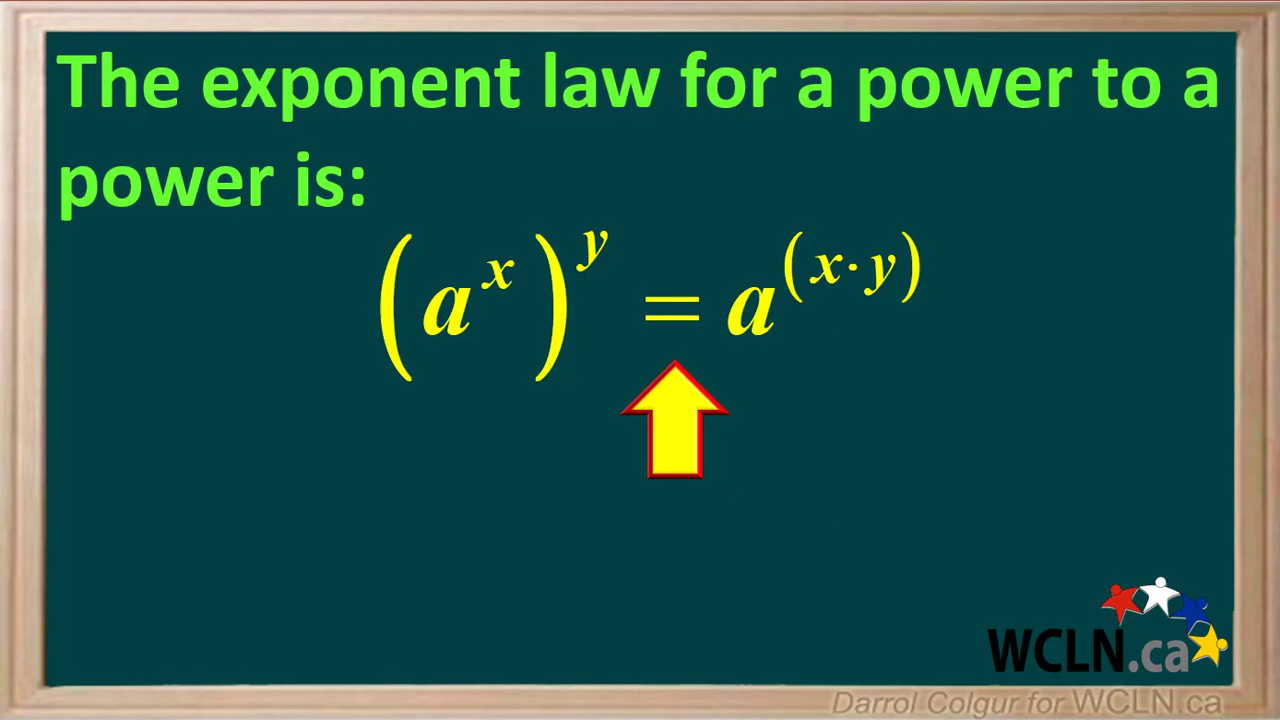 The exponent law for a power to a
power is:
(a^x)^y = a^(x·y)
WCLN.ca
Darrol Colgur for WCLN.ca